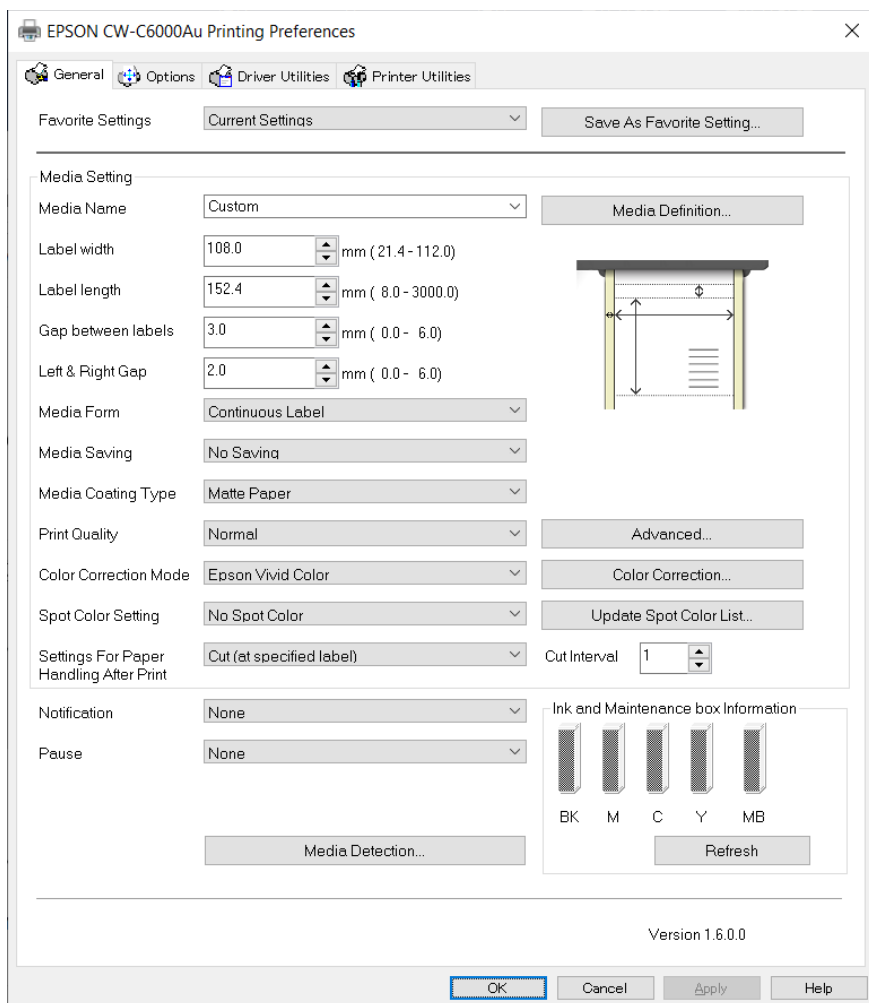 EPSON CW-C6000Au Printing Preferences
General Options Driver Utilities Printer Utilities
Favorite Settings Current Settings Save As Favorite Setting...
Media Setting
Media Name Custom Media Definition...
Label width 108.0 mm ( 21.4 - 112.0)
Label length 152.4 mm ( 8.0 - 3000.0)
Gap between labels 3.0 mm ( 0.0 - 6.0)
Left & Right Gap 2.0 mm ( 0.0 - 6.0)
Media Form Continuous Label
Media Saving No Saving
Media Coating Type Matte Paper
Print Quality Normal Advanced...
Color Correction Mode Epson Vivid Color Color Correction...
Spot Color Setting No Spot Color Update Spot Color List...
Settings For Paper Cut (at specified label) Cut Interval 1
Handling After Print
Notification None Ink and Maintenance box Information
Pause None
BK M C Y MB
Media Detection... Refresh
Version 1.6.0.0
OK Cancel Apply Help